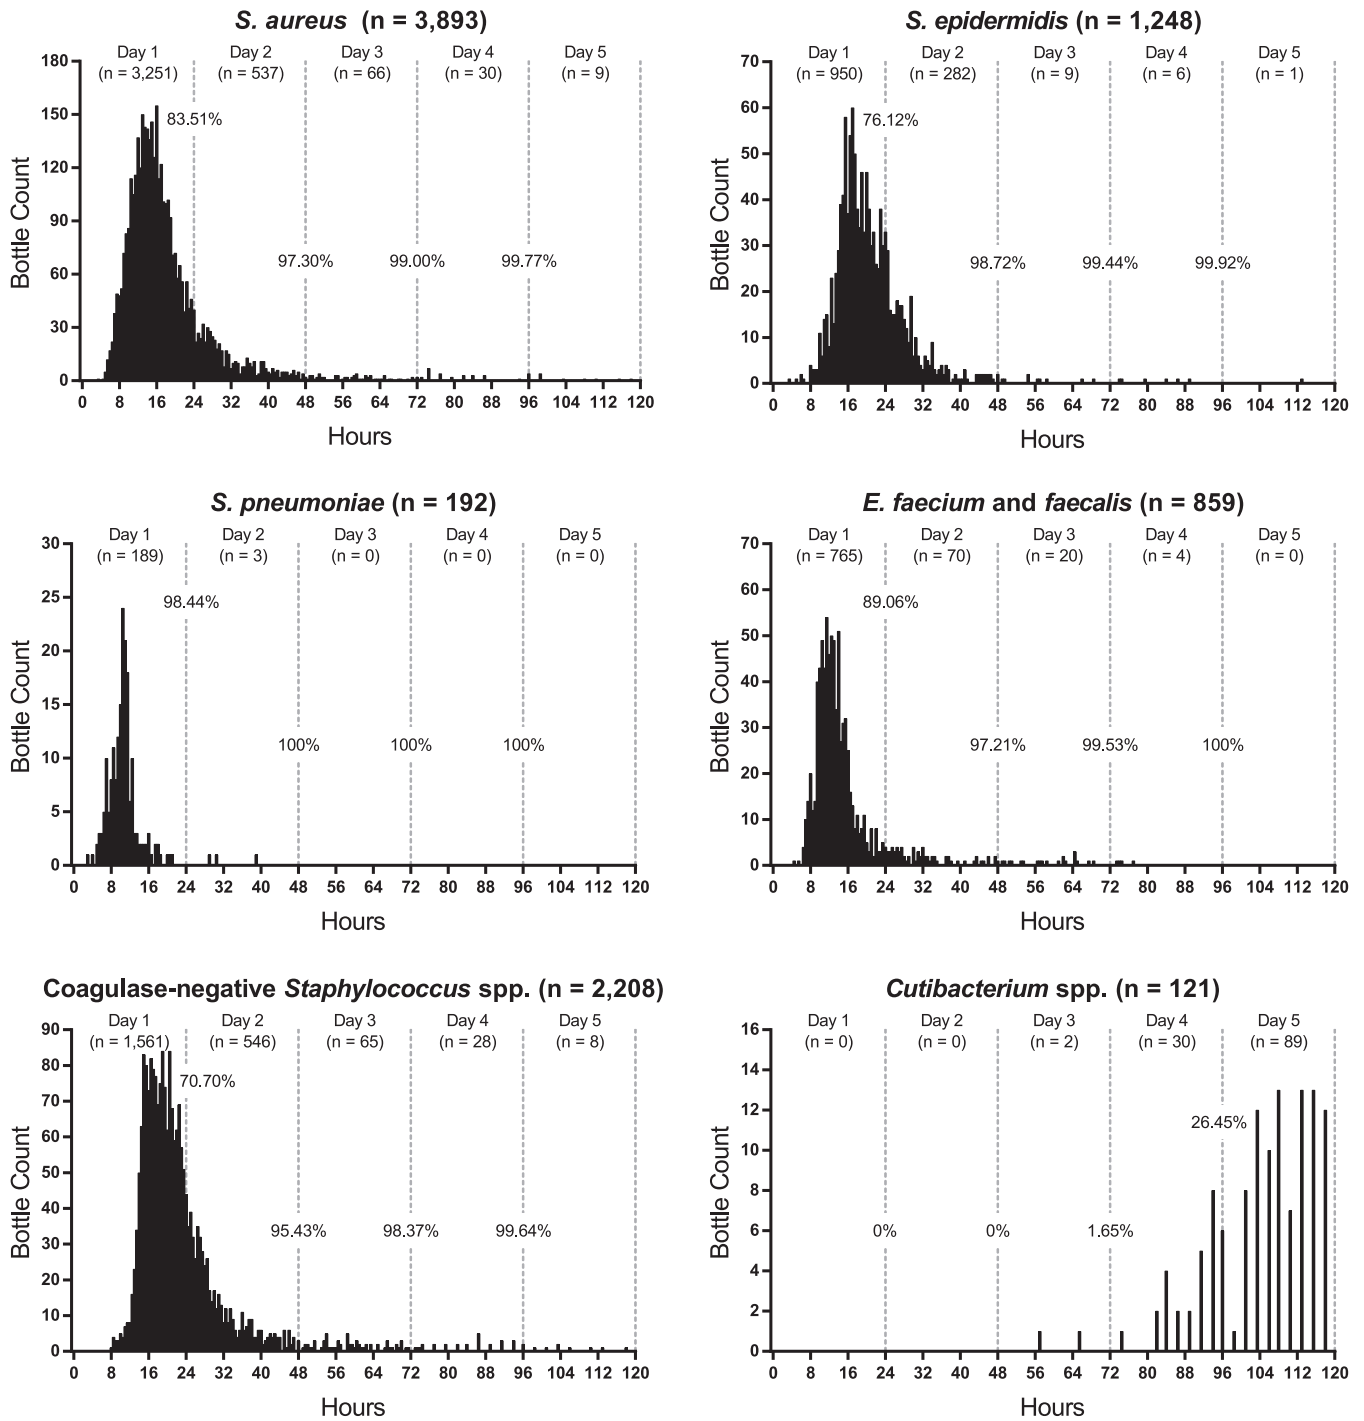 S. aureus (n = 3,893)
Day 1 Day 2 Day 3 Day 4 Day 5
(n = 3,251) (n = 537) (n = 66) (n = 30) (n = 9)
180
150
120
90
60
30
0
Bottle Count
83.51%
97.30% 99.00% 99.77%
0 8 16 24 32 40 48 56 64 72 80 88 96 104 112 120
Hours
S. epidermidis (n = 1,248)
Day 1 Day 2 Day 3 Day 4 Day 5
(n = 950) (n = 282) (n = 9) (n = 6) (n = 1)
70
60
50
40
30
20
10
0
Bottle Count
76.12%
98.72% 99.44% 99.92%
0 8 16 24 32 40 48 56 64 72 80 88 96 104 112 120
Hours
S. pneumoniae (n = 192)
Day 1 Day 2 Day 3 Day 4 Day 5
(n = 189) (n = 3) (n = 0) (n = 0) (n = 0)
30
25
20
15
10
5
0
Bottle Count
98.44%
100% 100% 100%
0 8 16 24 32 40 48 56 64 72 80 88 96 104 112 120
Hours
E. faecium and faecalis (n = 859)
Day 1 Day 2 Day 3 Day 4 Day 5
(n = 765) (n = 70) (n = 20) (n = 4) (n = 0)
70
60
50
40
30
20
10
0
Bottle Count
89.06%
97.21% 99.53% 100%
0 8 16 24 32 40 48 56 64 72 80 88 96 104 112 120
Hours
Coagulase-negative Staphylococcus spp. (n = 2,208)
Day 1 Day 2 Day 3 Day 4 Day 5
(n = 1,561) (n = 546) (n = 65) (n = 28) (n = 8)
90
80
70
60
50
40
30
20
10
0
Bottle Count
70.70%
95.43% 98.37% 99.64%
0 8 16 24 32 40 48 56 64 72 80 88 96 104 112 120
Hours
Cutibacterium spp. (n = 121)
Day 1 Day 2 Day 3 Day 4 Day 5
(n = 0) (n = 0) (n = 2) (n = 30) (n = 89)
16
14
12
10
8
6
4
2
0
Bottle Count
26.45%
0% 0% 1.65%
0 8 16 24 32 40 48 56 64 72 80 88 96 104 112 120
Hours